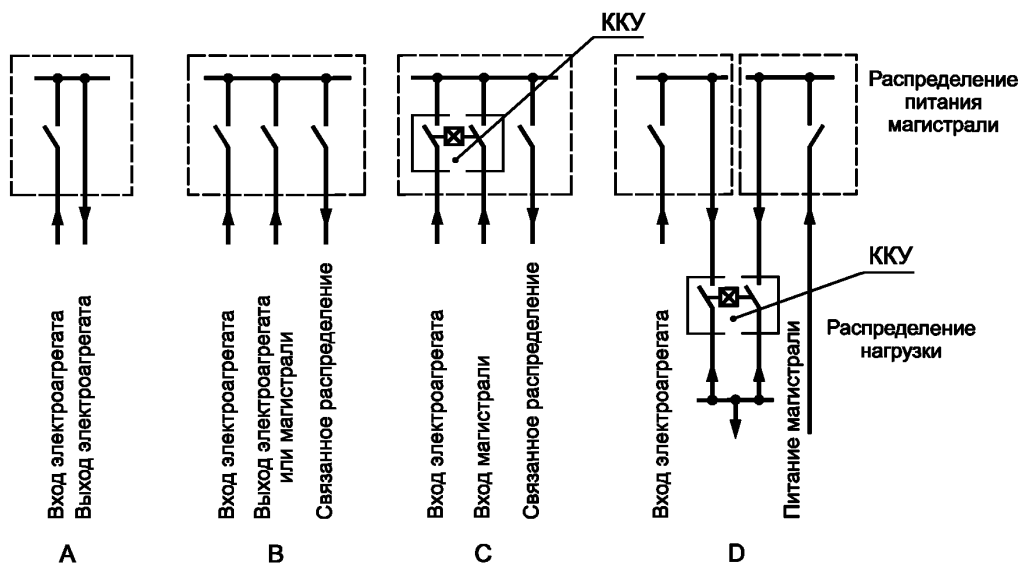 ККУ
Распределение
питания
магистрали
ККУ
Распределение
нагрузки
Вход электроагрегата
Выход электроагрегата
Вход электроагрегата
Выход электроагрегата
или магистрали
Связанное распределение
Вход электроагрегата
Вход магистрали
Связанное распределение
Вход электроагрегата
Питание магистрали
A
B
C
D